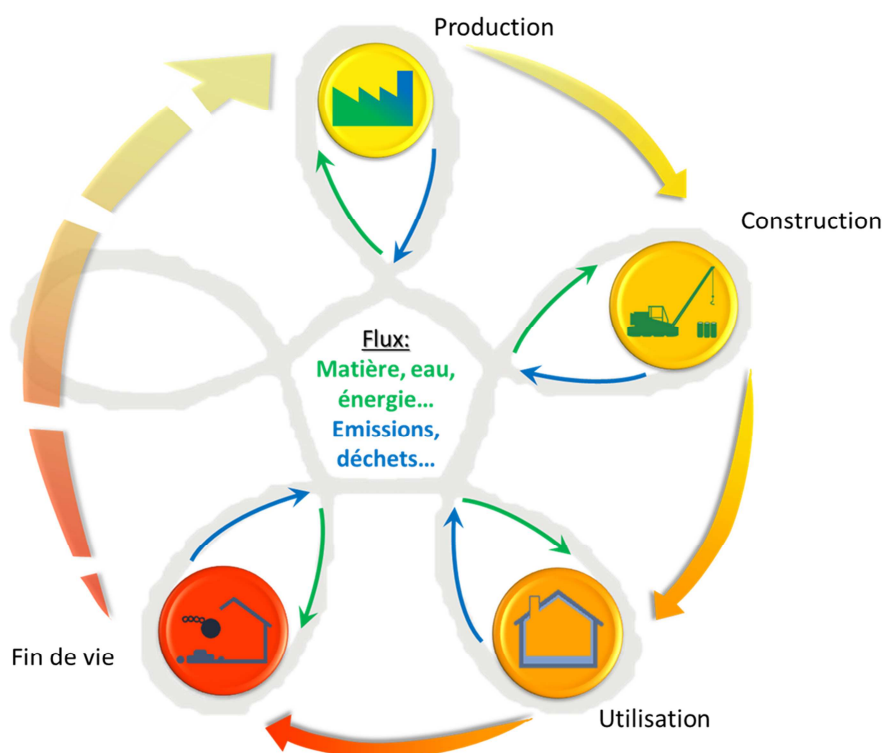 Production
Construction
Flux:
Matière, eau,
énergie...
Emissions,
déchets...
Fin de vie
Utilisation